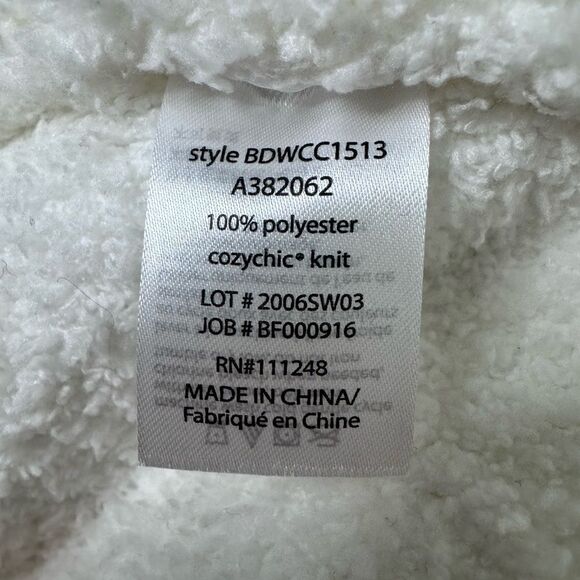 style BDWCC1513
A382062
100% polyester
cozychic® knit
LOT # 2006SW03
JOB # BF000916
RN#111248
MADE IN CHINA/
Fabriqué en Chine